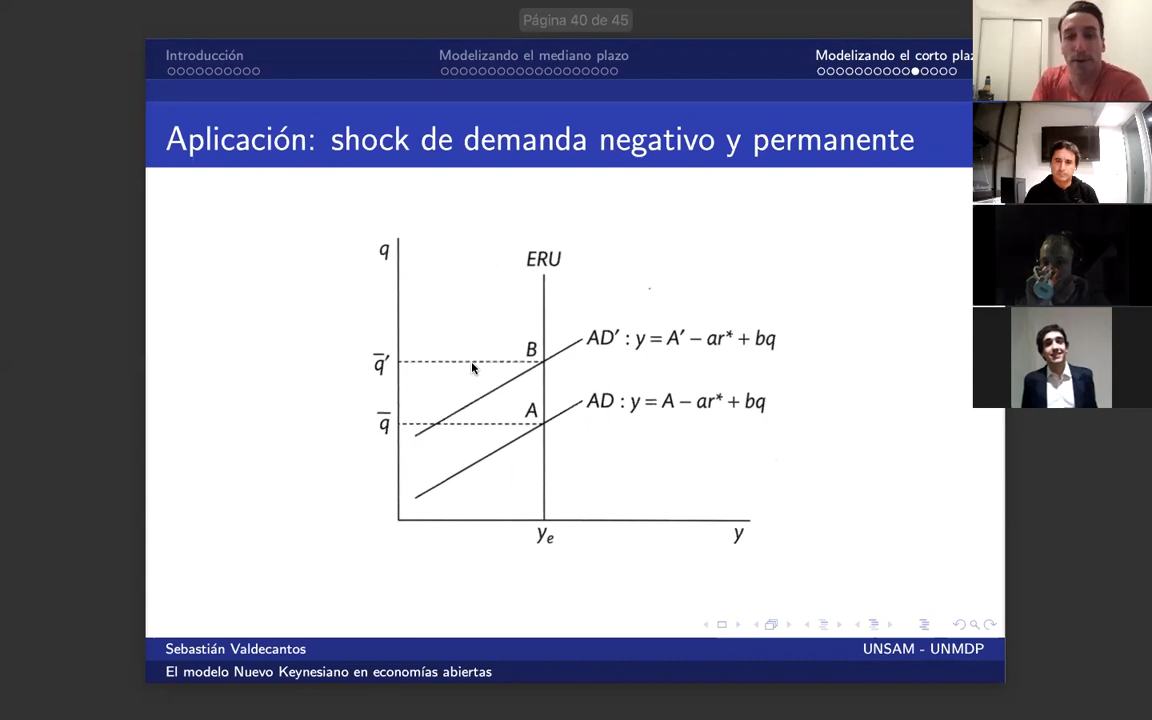 Página 40 de 45
Introducción
Modelizando el mediano plazo
Modelizando el corto plaz
Aplicación: shock de demanda negativo y permanente
q
ERU
B
AD′ : y = A′ − ar* + bq
q̅′
A
AD : y = A − ar* + bq
q̅
yₑ
y
Sebastián Valdecantos
UNSAM - UNMDP
El modelo Nuevo Keynesiano en economías abiertas